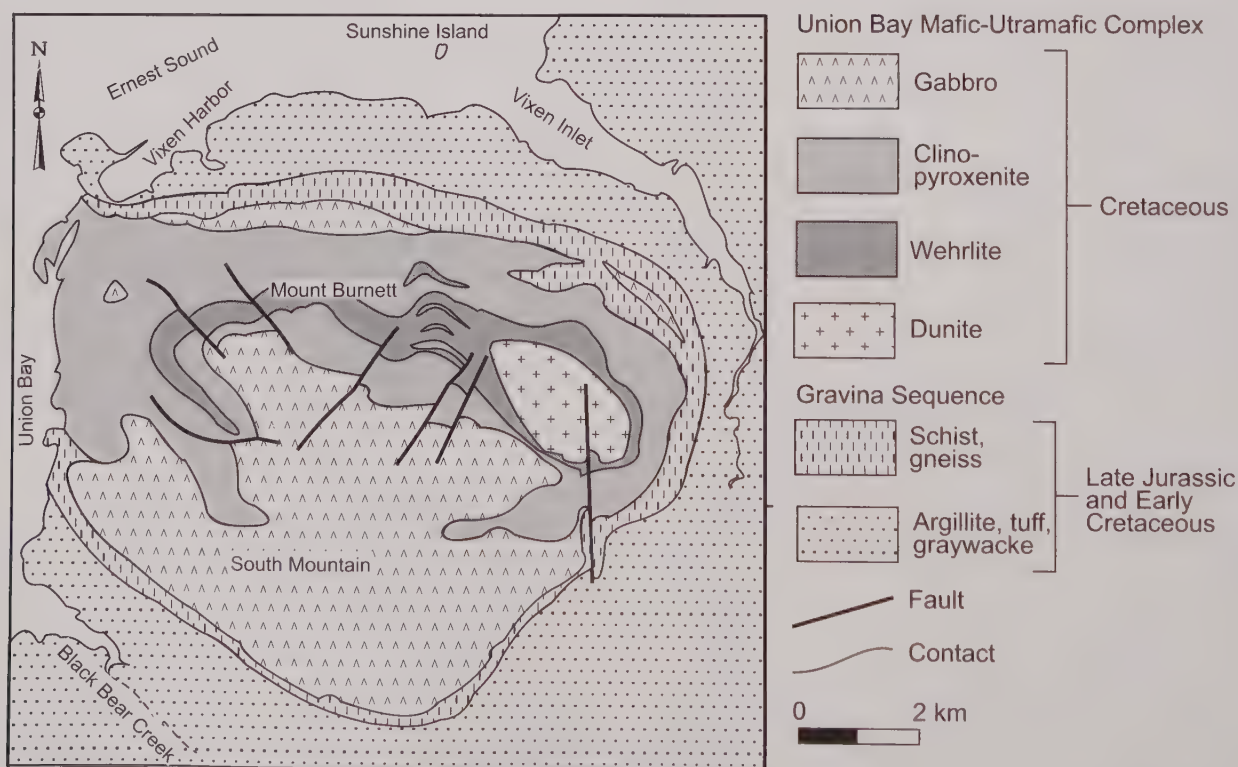 N
Sunshine Island
Ernest Sound
Vixen Harbor
Vixen Inlet
Mount Burnett
Union Bay
South Mountain
Black Bear Creek
Union Bay Mafic-Utramafic Complex
Gabbro
Clino-
pyroxenite
Wehrlite
Dunite
Cretaceous
Gravina Sequence
Schist,
gneiss
Argillite, tuff,
graywacke
Late Jurassic
and Early
Cretaceous
Fault
Contact
0 2 km